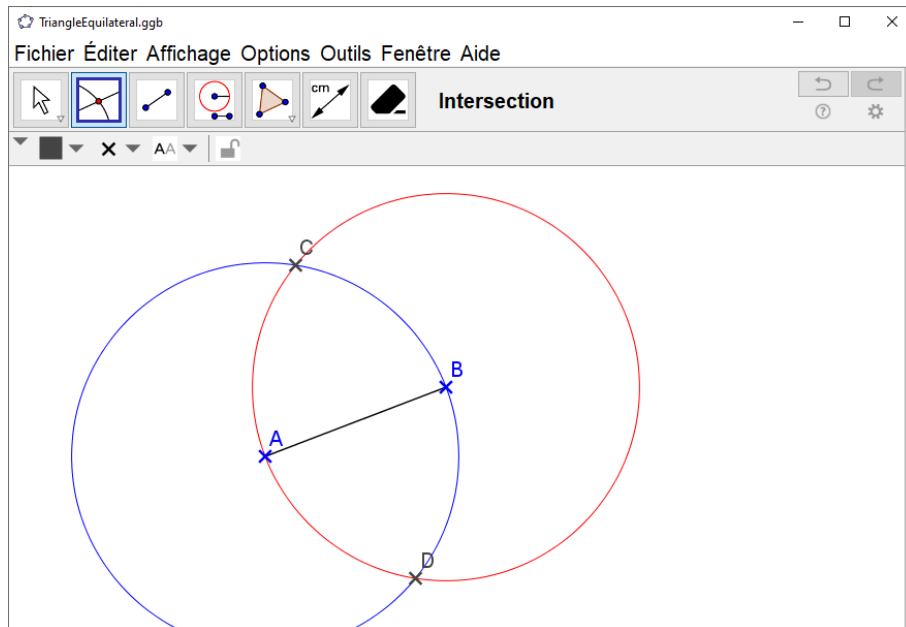 TriangleEquilateral.ggb
Fichier Éditer Affichage Options Outils Fenêtre Aide
cm
Intersection
AA
C
B
A
D